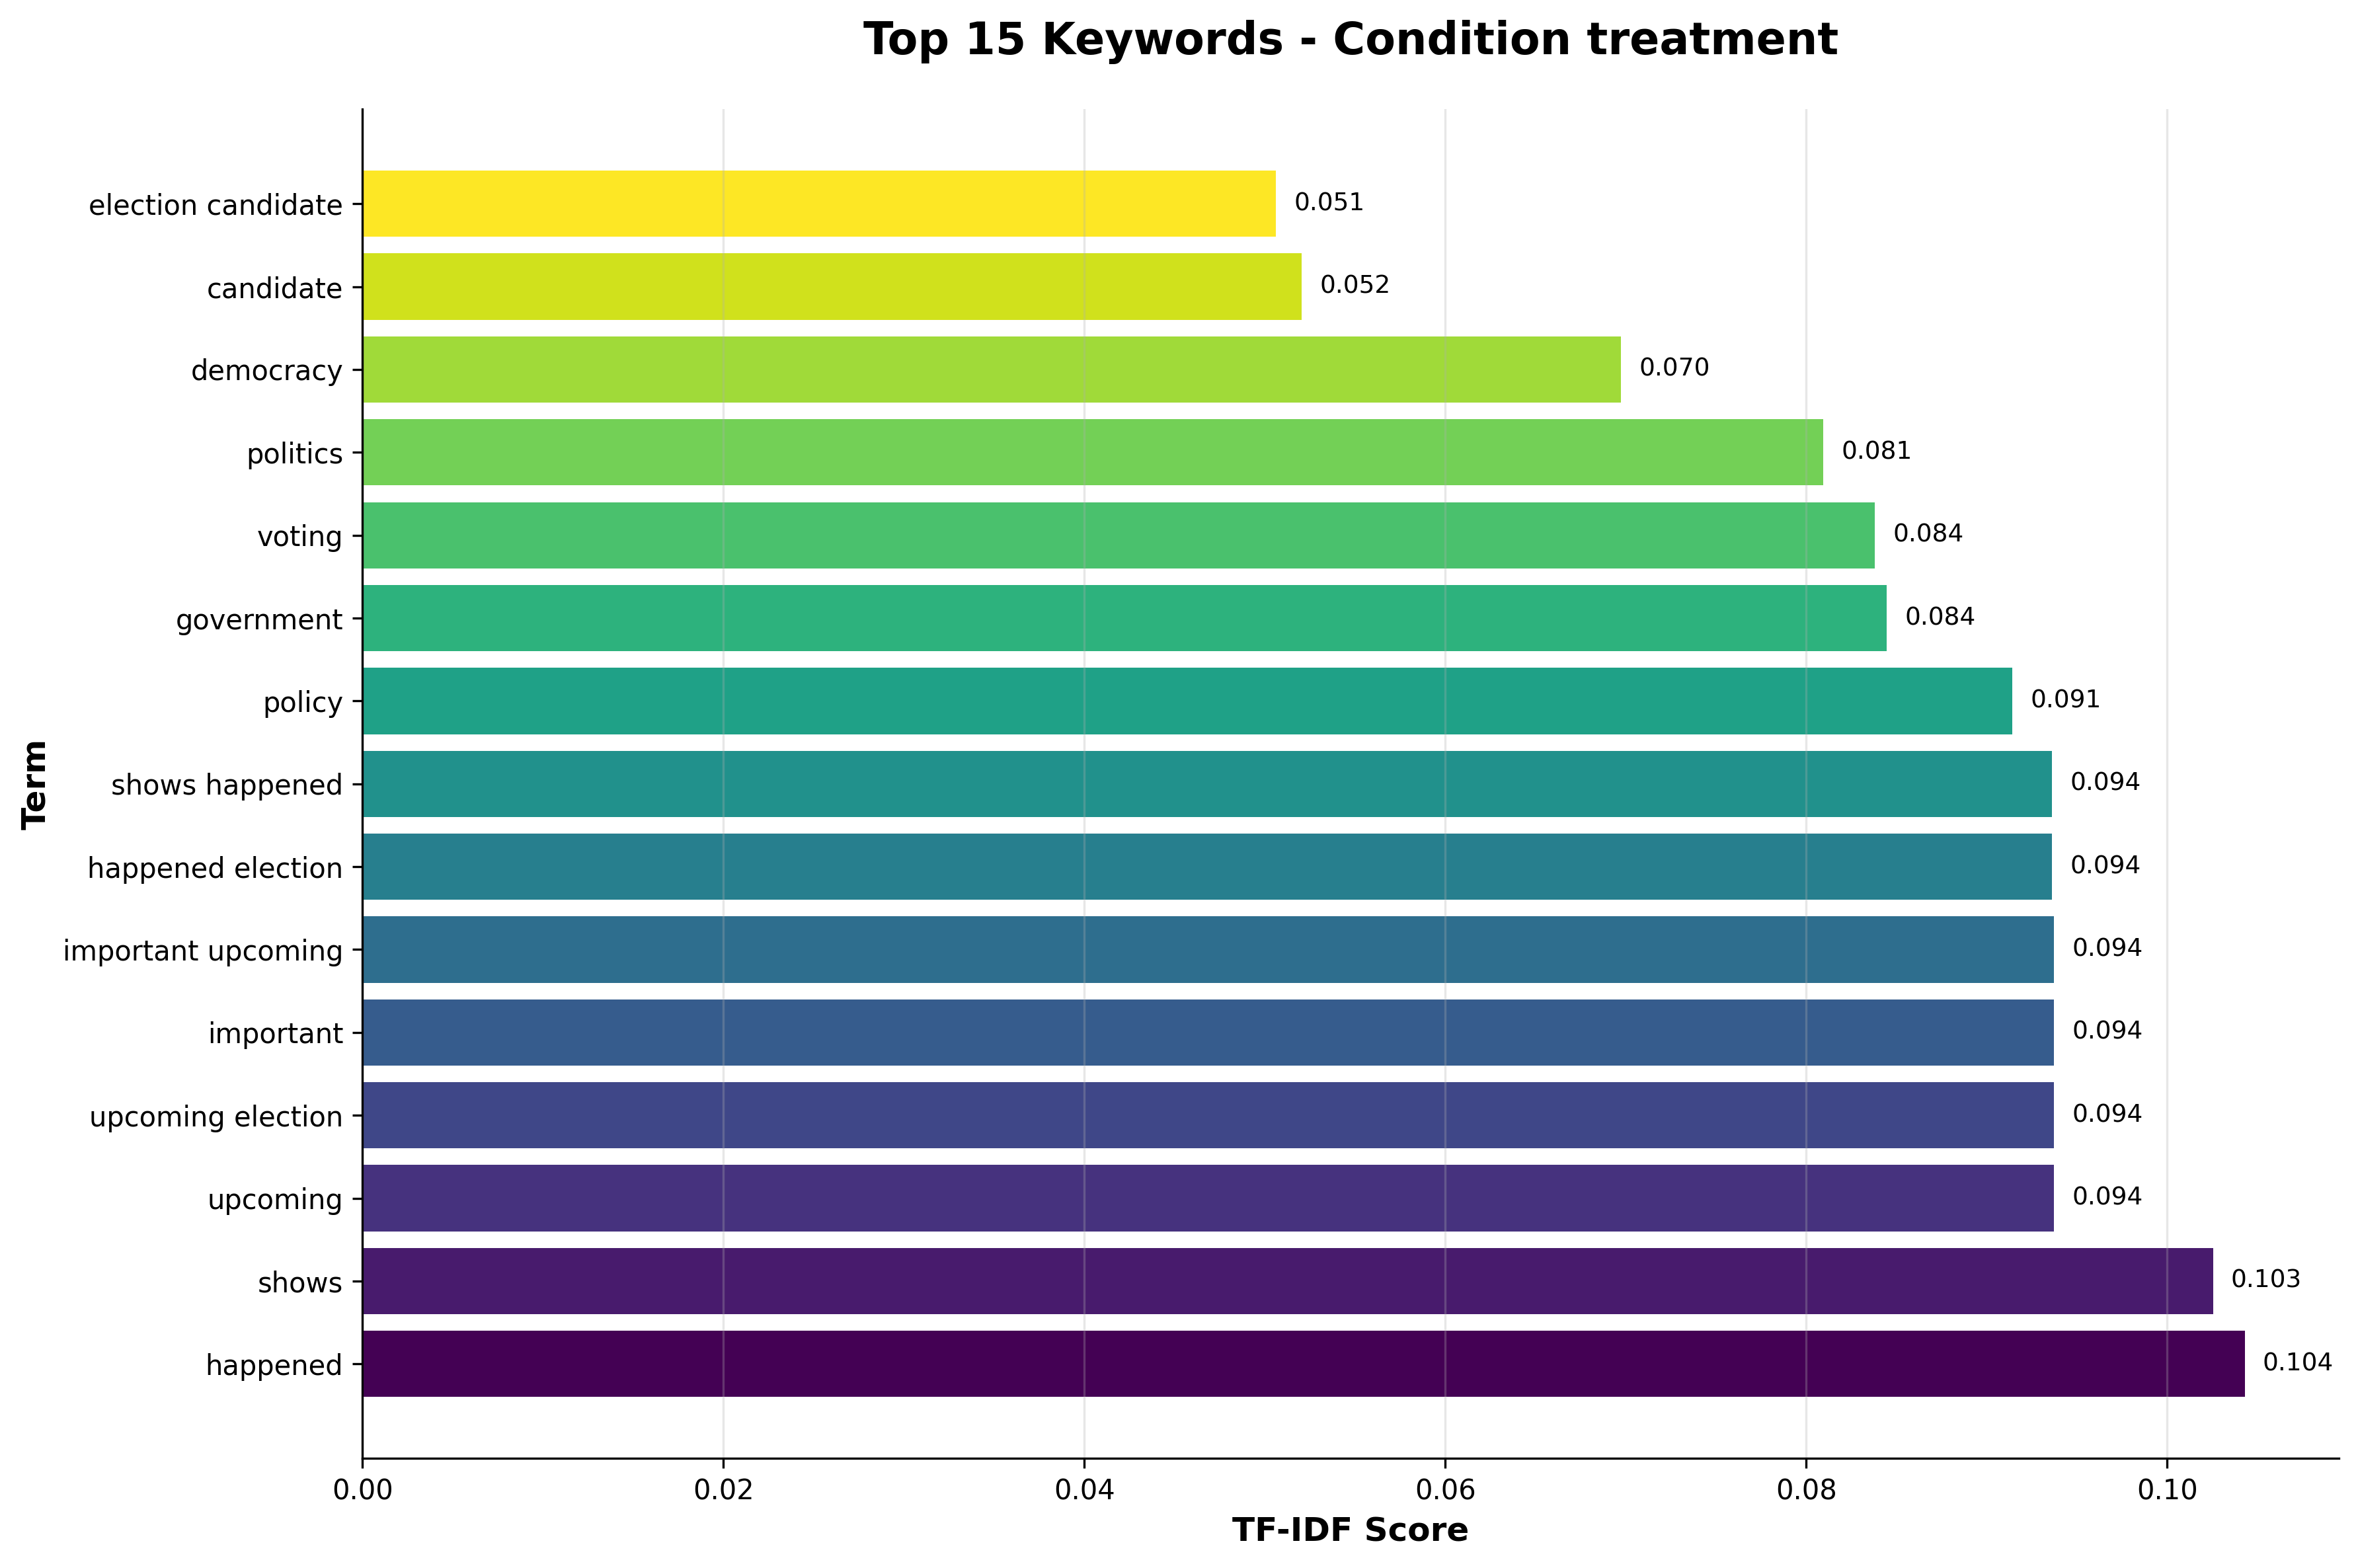 Top 15 Keywords - Condition treatment
election candidate 0.051
candidate 0.052
democracy 0.070
politics 0.081
voting 0.084
government 0.084
policy 0.091
shows happened 0.094
happened election 0.094
important upcoming 0.094
important 0.094
upcoming election 0.094
upcoming 0.094
shows 0.103
happened 0.104
Term
0.00 0.02 0.04 0.06 0.08 0.10
TF-IDF Score